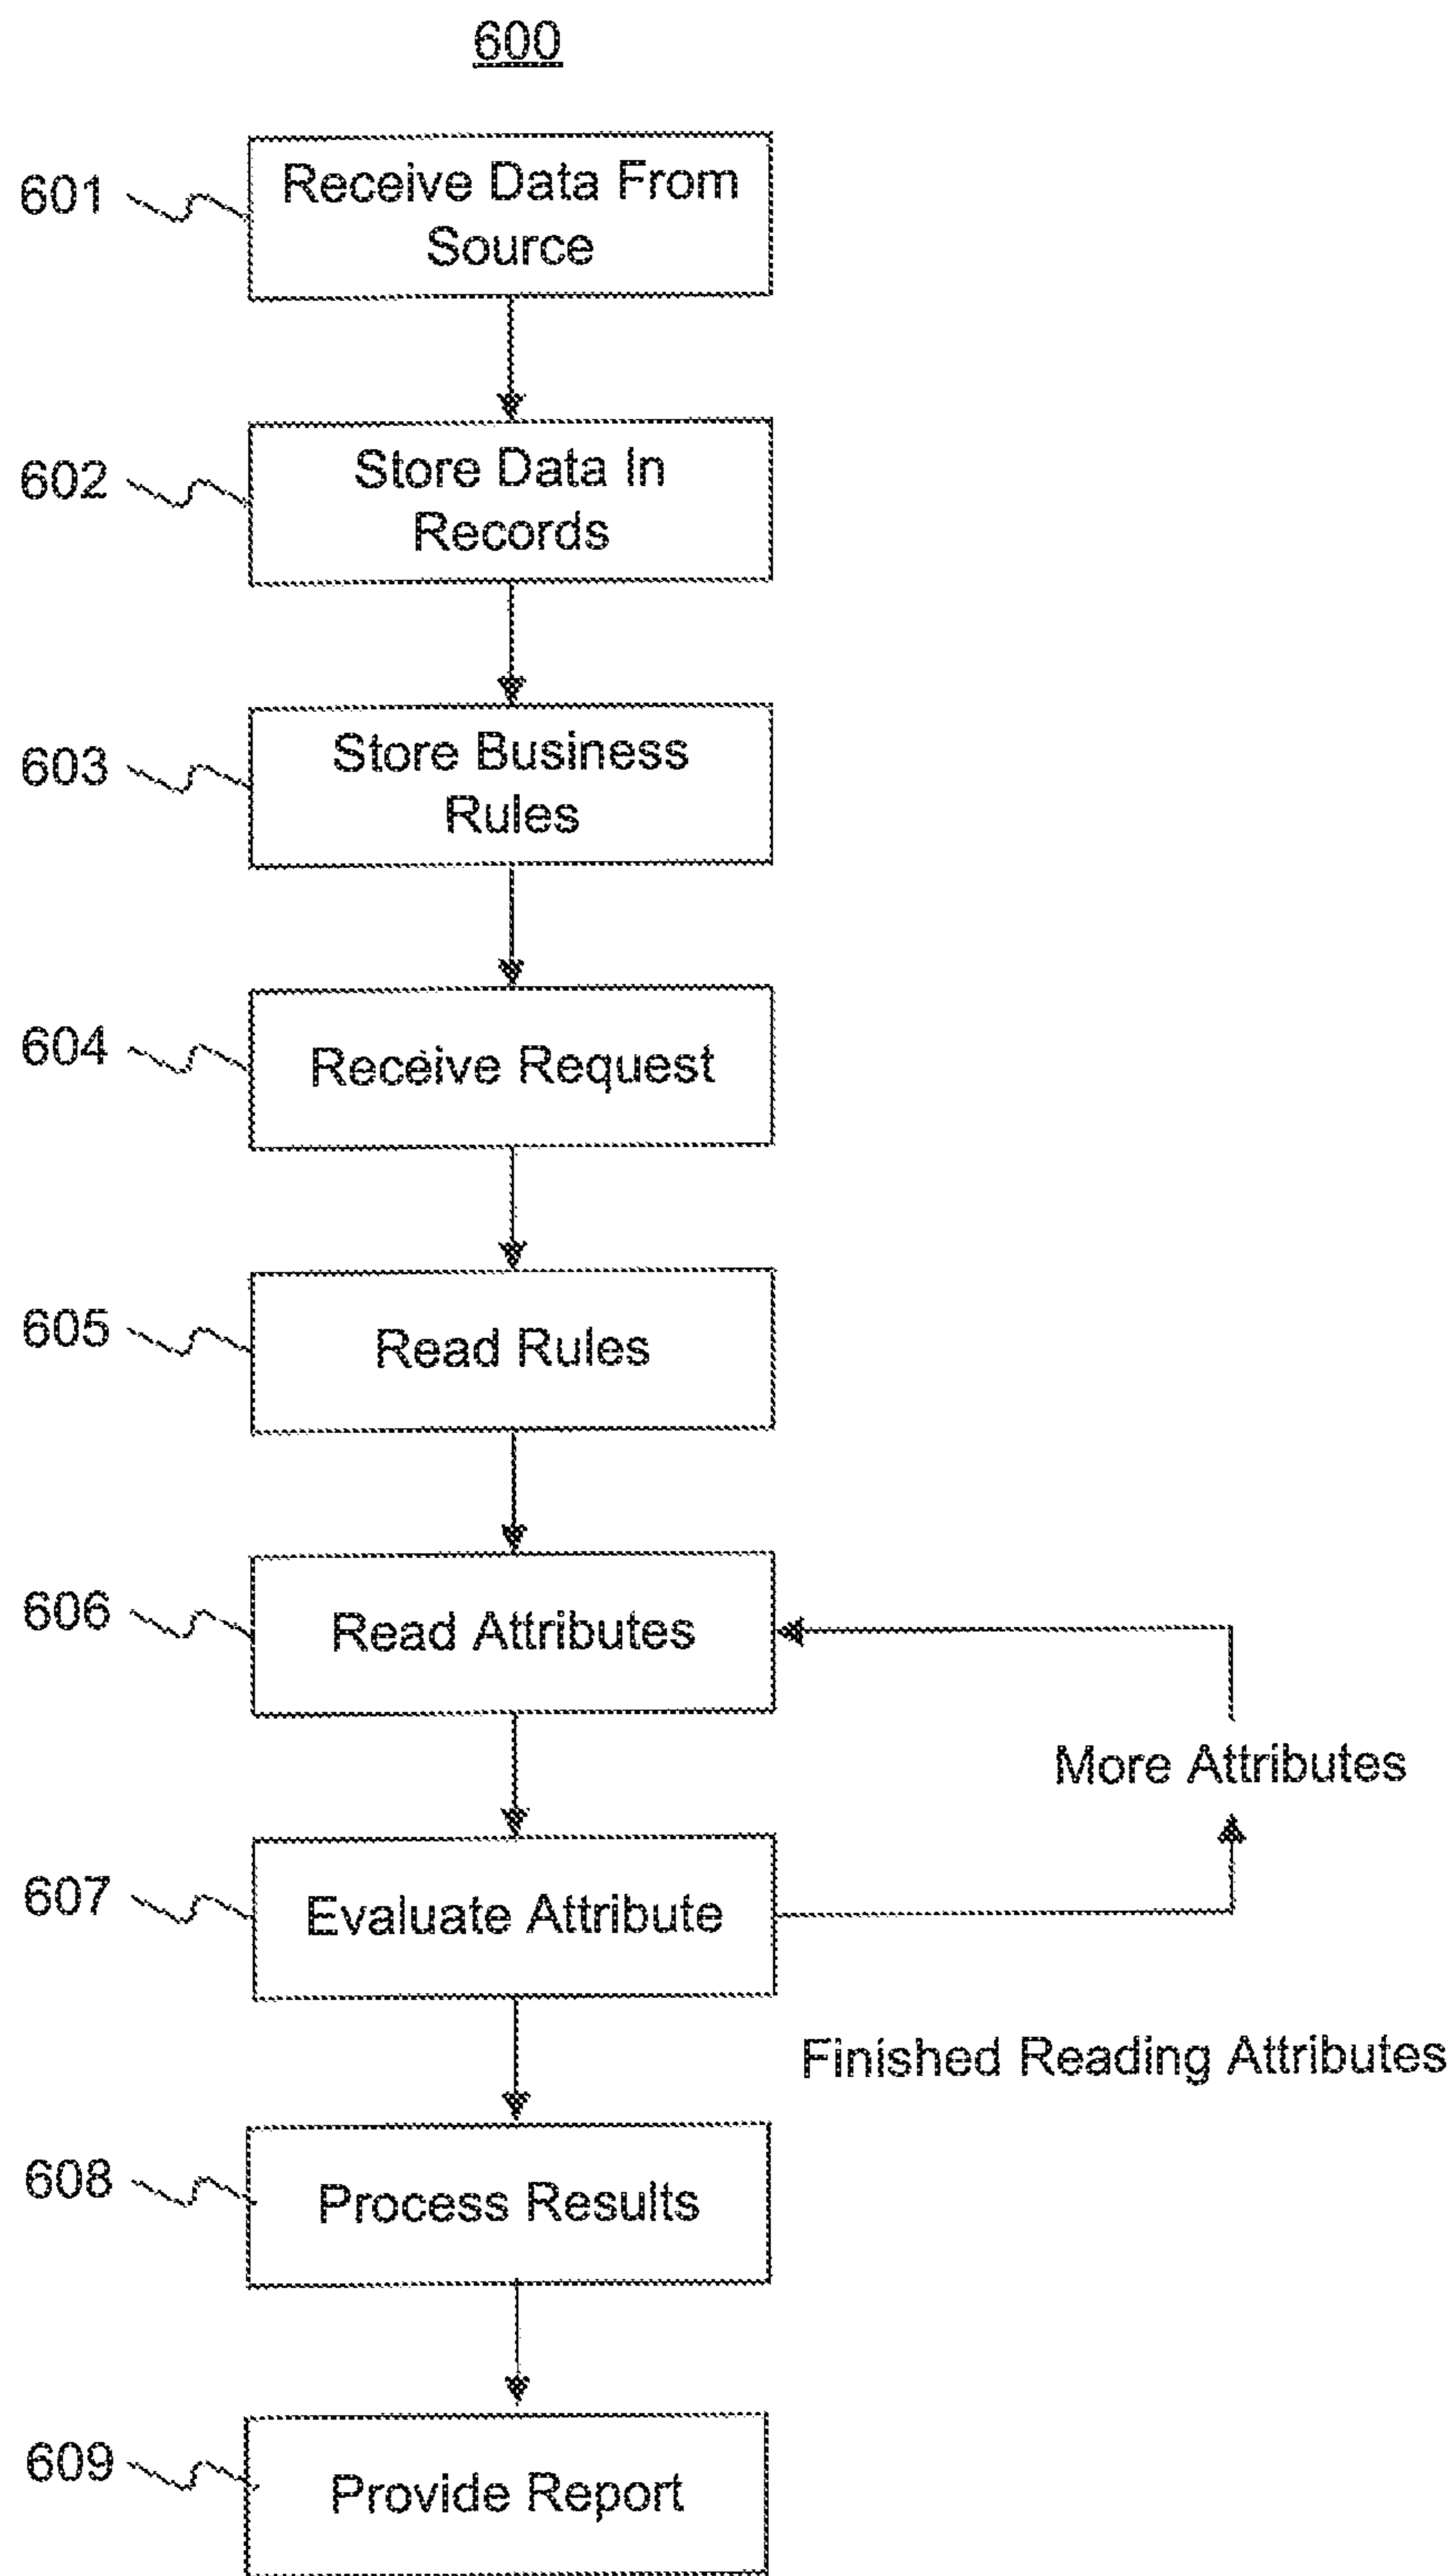 600
601
Receive Data From
Source
602
Store Data In
Records
603
Store Business
Rules
604
Receive Request
605
Read Rules
606
Read Attributes
More Attributes
607
Evaluate Attribute
Finished Reading Attributes
608
Process Results
609
Provide Report